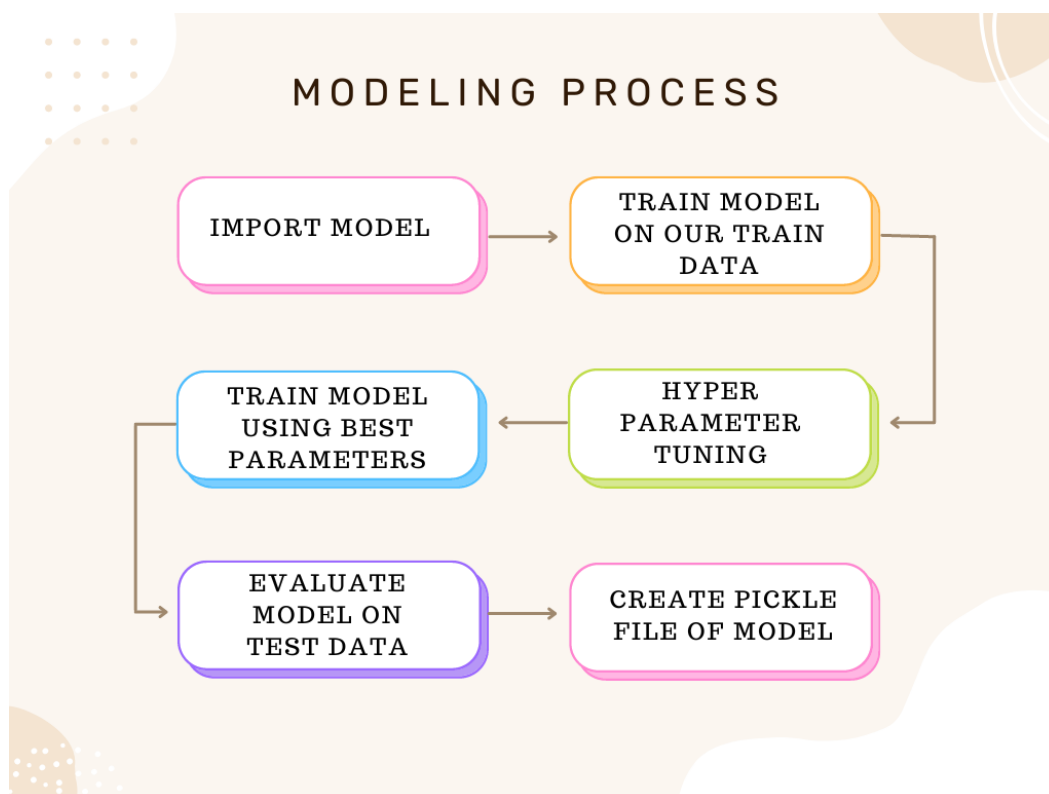 MODELING PROCESS
IMPORT MODEL
TRAIN MODEL
ON OUR TRAIN
DATA
HYPER
PARAMETER
TUNING
TRAIN MODEL
USING BEST
PARAMETERS
EVALUATE
MODEL ON
TEST DATA
CREATE PICKLE
FILE OF MODEL